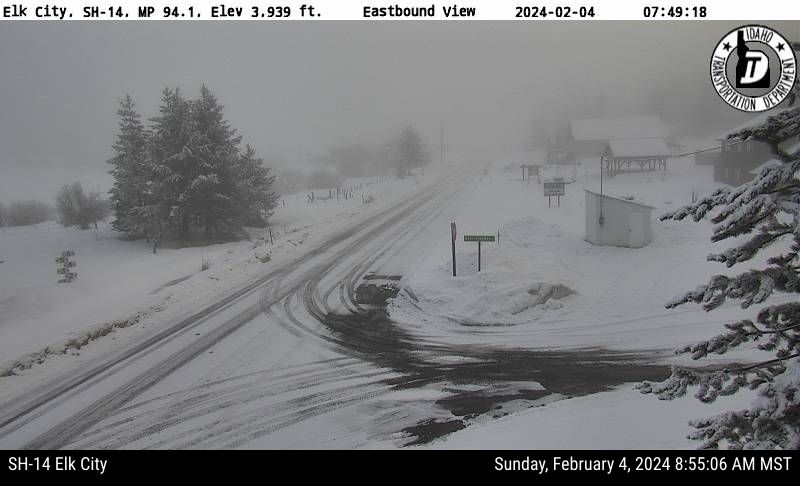 Elk City, SH-14, MP 94.1, Elev 3,939 ft. Eastbound View 2024-02-04 07:49:18
IDAHO
TRANSPORTATION DEPARTMENT
SH-14 Elk City Sunday, February 4, 2024 8:55:06 AM MST